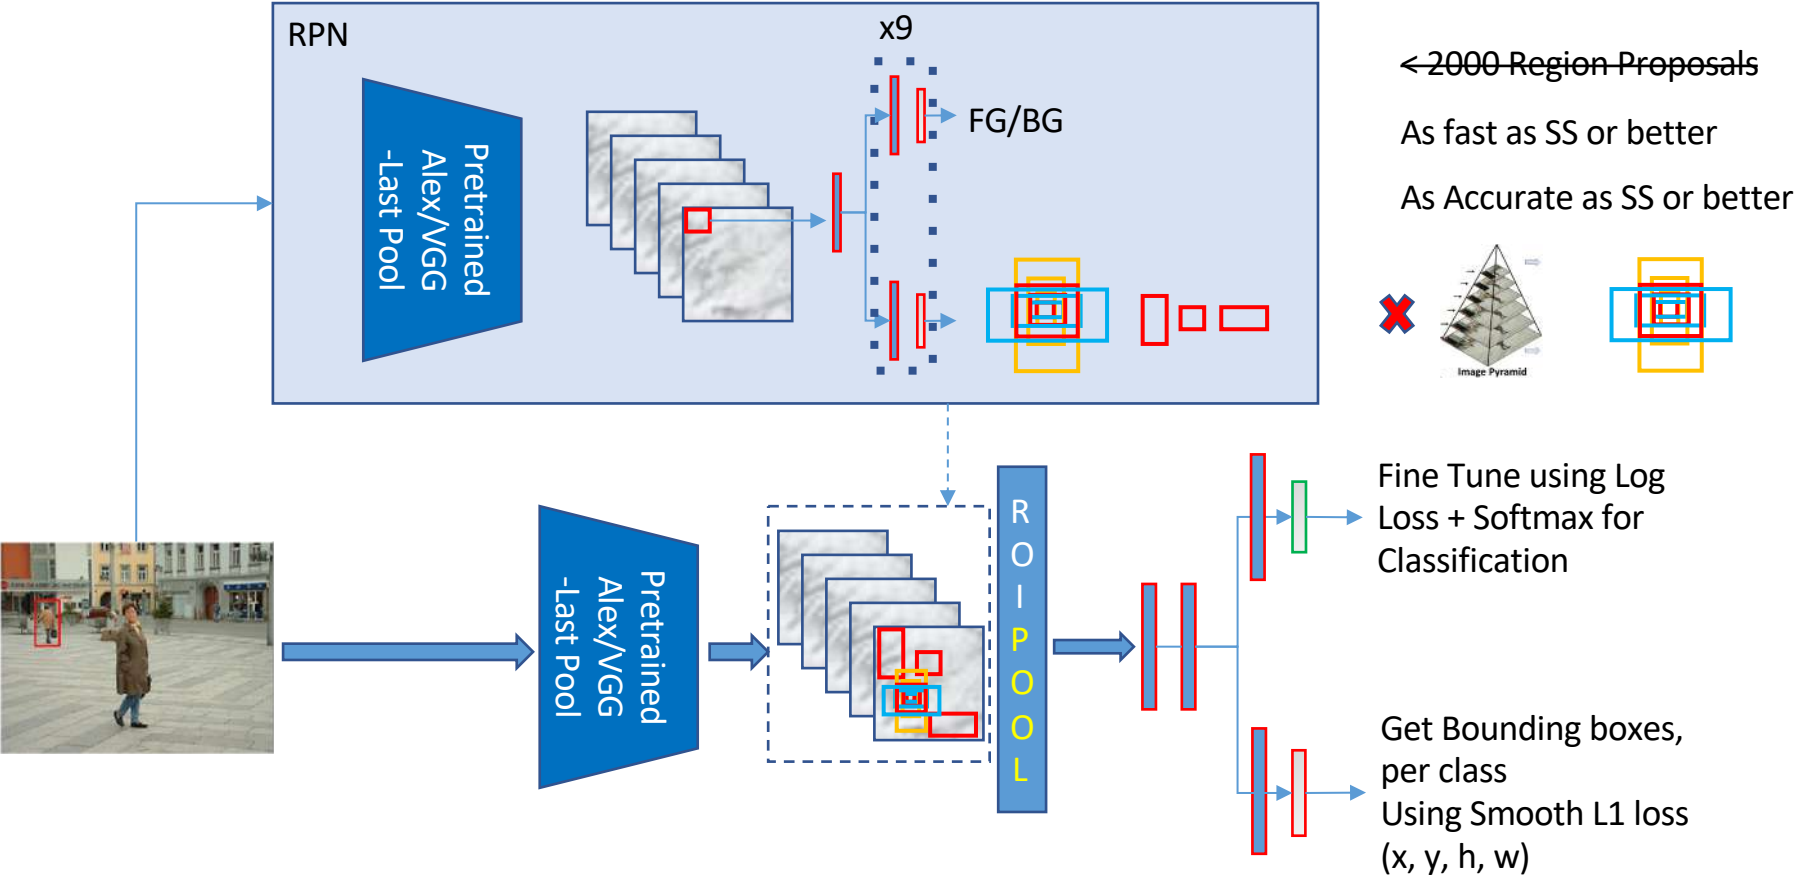 RPN
x9
Pretrained
Alex/VGG
-Last Pool
FG/BG
< 2000 Region Proposals
As fast as SS or better
As Accurate as SS or better
Image Pyramid
Pretrained
Alex/VGG
-Last Pool
ROI POOL
Fine Tune using Log
Loss + Softmax for
Classification
Get Bounding boxes,
per class
Using Smooth L1 loss
(x, y, h, w)